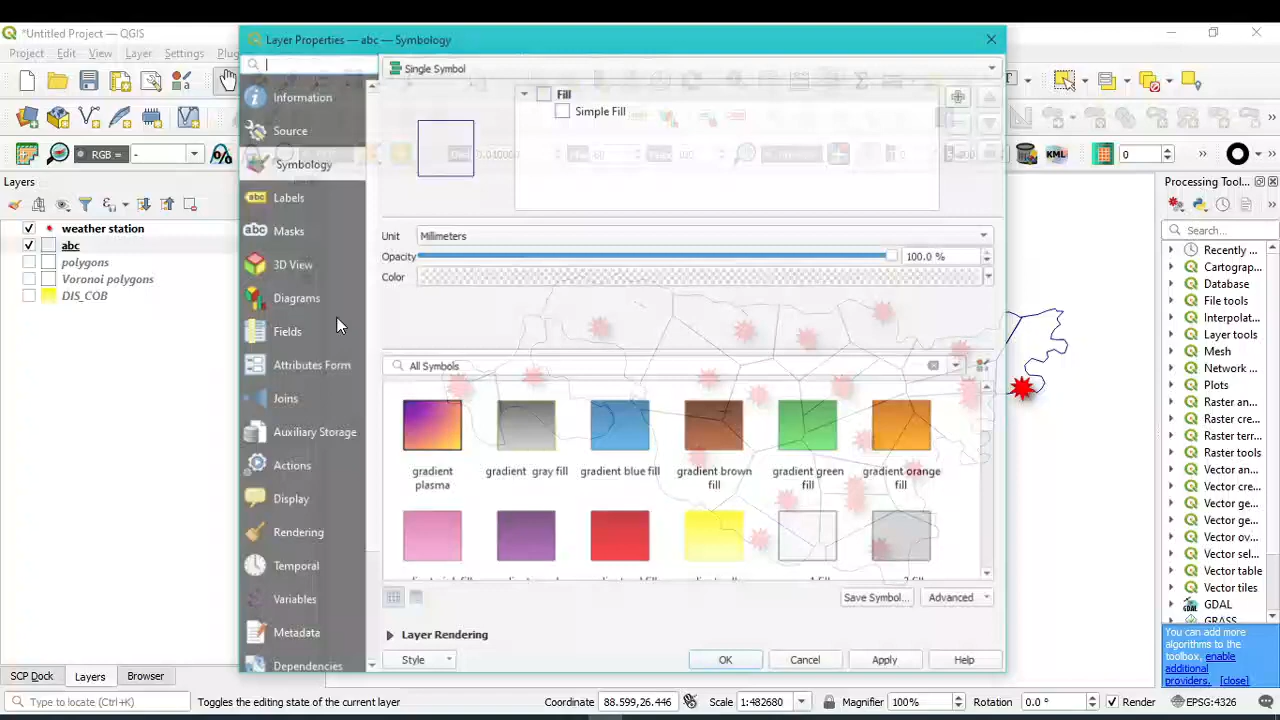 *Untitled Project — QGIS
Project Edit View Layer Settings Plug
RGB = -
Layers
weather station
abc
polygons
Voronoi polygons
DIS_COB
SCP Dock Layers Browser
Layer Properties — abc — Symbology
Information
Source
Symbology
abc Labels
abc Masks
3D View
Diagrams
Fields
Attributes Form
Joins
Auxiliary Storage
Actions
Display
Rendering
Temporal
Variables
Metadata
Dependencies
Single Symbol
Fill
Simple Fill
Unit Millimeters
Opacity 100.0 %
Color
All Symbols
gradient plasma
gradient gray fill
gradient blue fill
gradient brown fill
gradient green fill
gradient orange fill
Save Symbol... Advanced
Layer Rendering
Style OK Cancel Apply Help
KML 0
Processing Tool...
Search...
Recently ...
Cartograp...
Database
File tools
Interpolat...
Layer tools
Mesh
Network ...
Plots
Raster an...
Raster cre...
Raster terr...
Raster tools
Vector an...
Vector cre...
Vector ge...
Vector ge...
Vector ov...
Vector sel...
Vector table
Vector tiles
GDAL
GRASS
You can add more
algorithms to the
toolbox, enable
additional
providers. [close]
Type to locate (Ctrl+K) Toggles the editing state of the current layer Coordinate 88.599,26.446 Scale 1:482680 Magnifier 100% Rotation 0.0 ° Render EPSG:4326